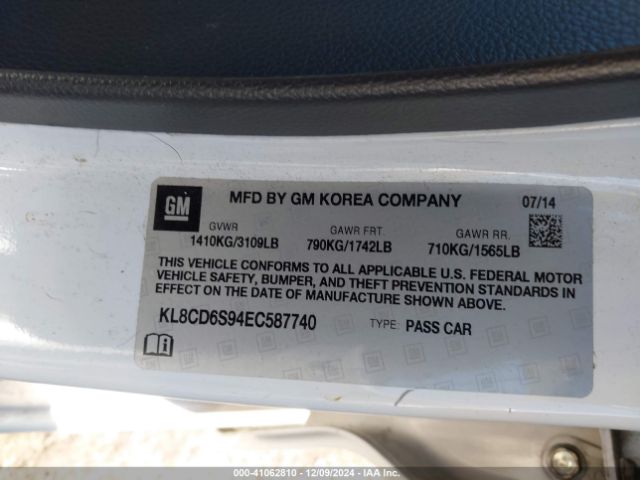 GM
MFD BY GM KOREA COMPANY 07/14
GVWR GAWR FRT. GAWR RR.
1410KG/3109LB 790KG/1742LB 710KG/1565LB
THIS VEHICLE CONFORMS TO ALL APPLICABLE U.S. FEDERAL MOTOR
VEHICLE SAFETY, BUMPER, AND THEFT PREVENTION STANDARDS IN
EFFECT ON THE DATE OF MANUFACTURE SHOWN ABOVE.
KL8CD6S94EC587740 TYPE: PASS CAR
000-41062810 - 12/09/2024 - IAA Inc.